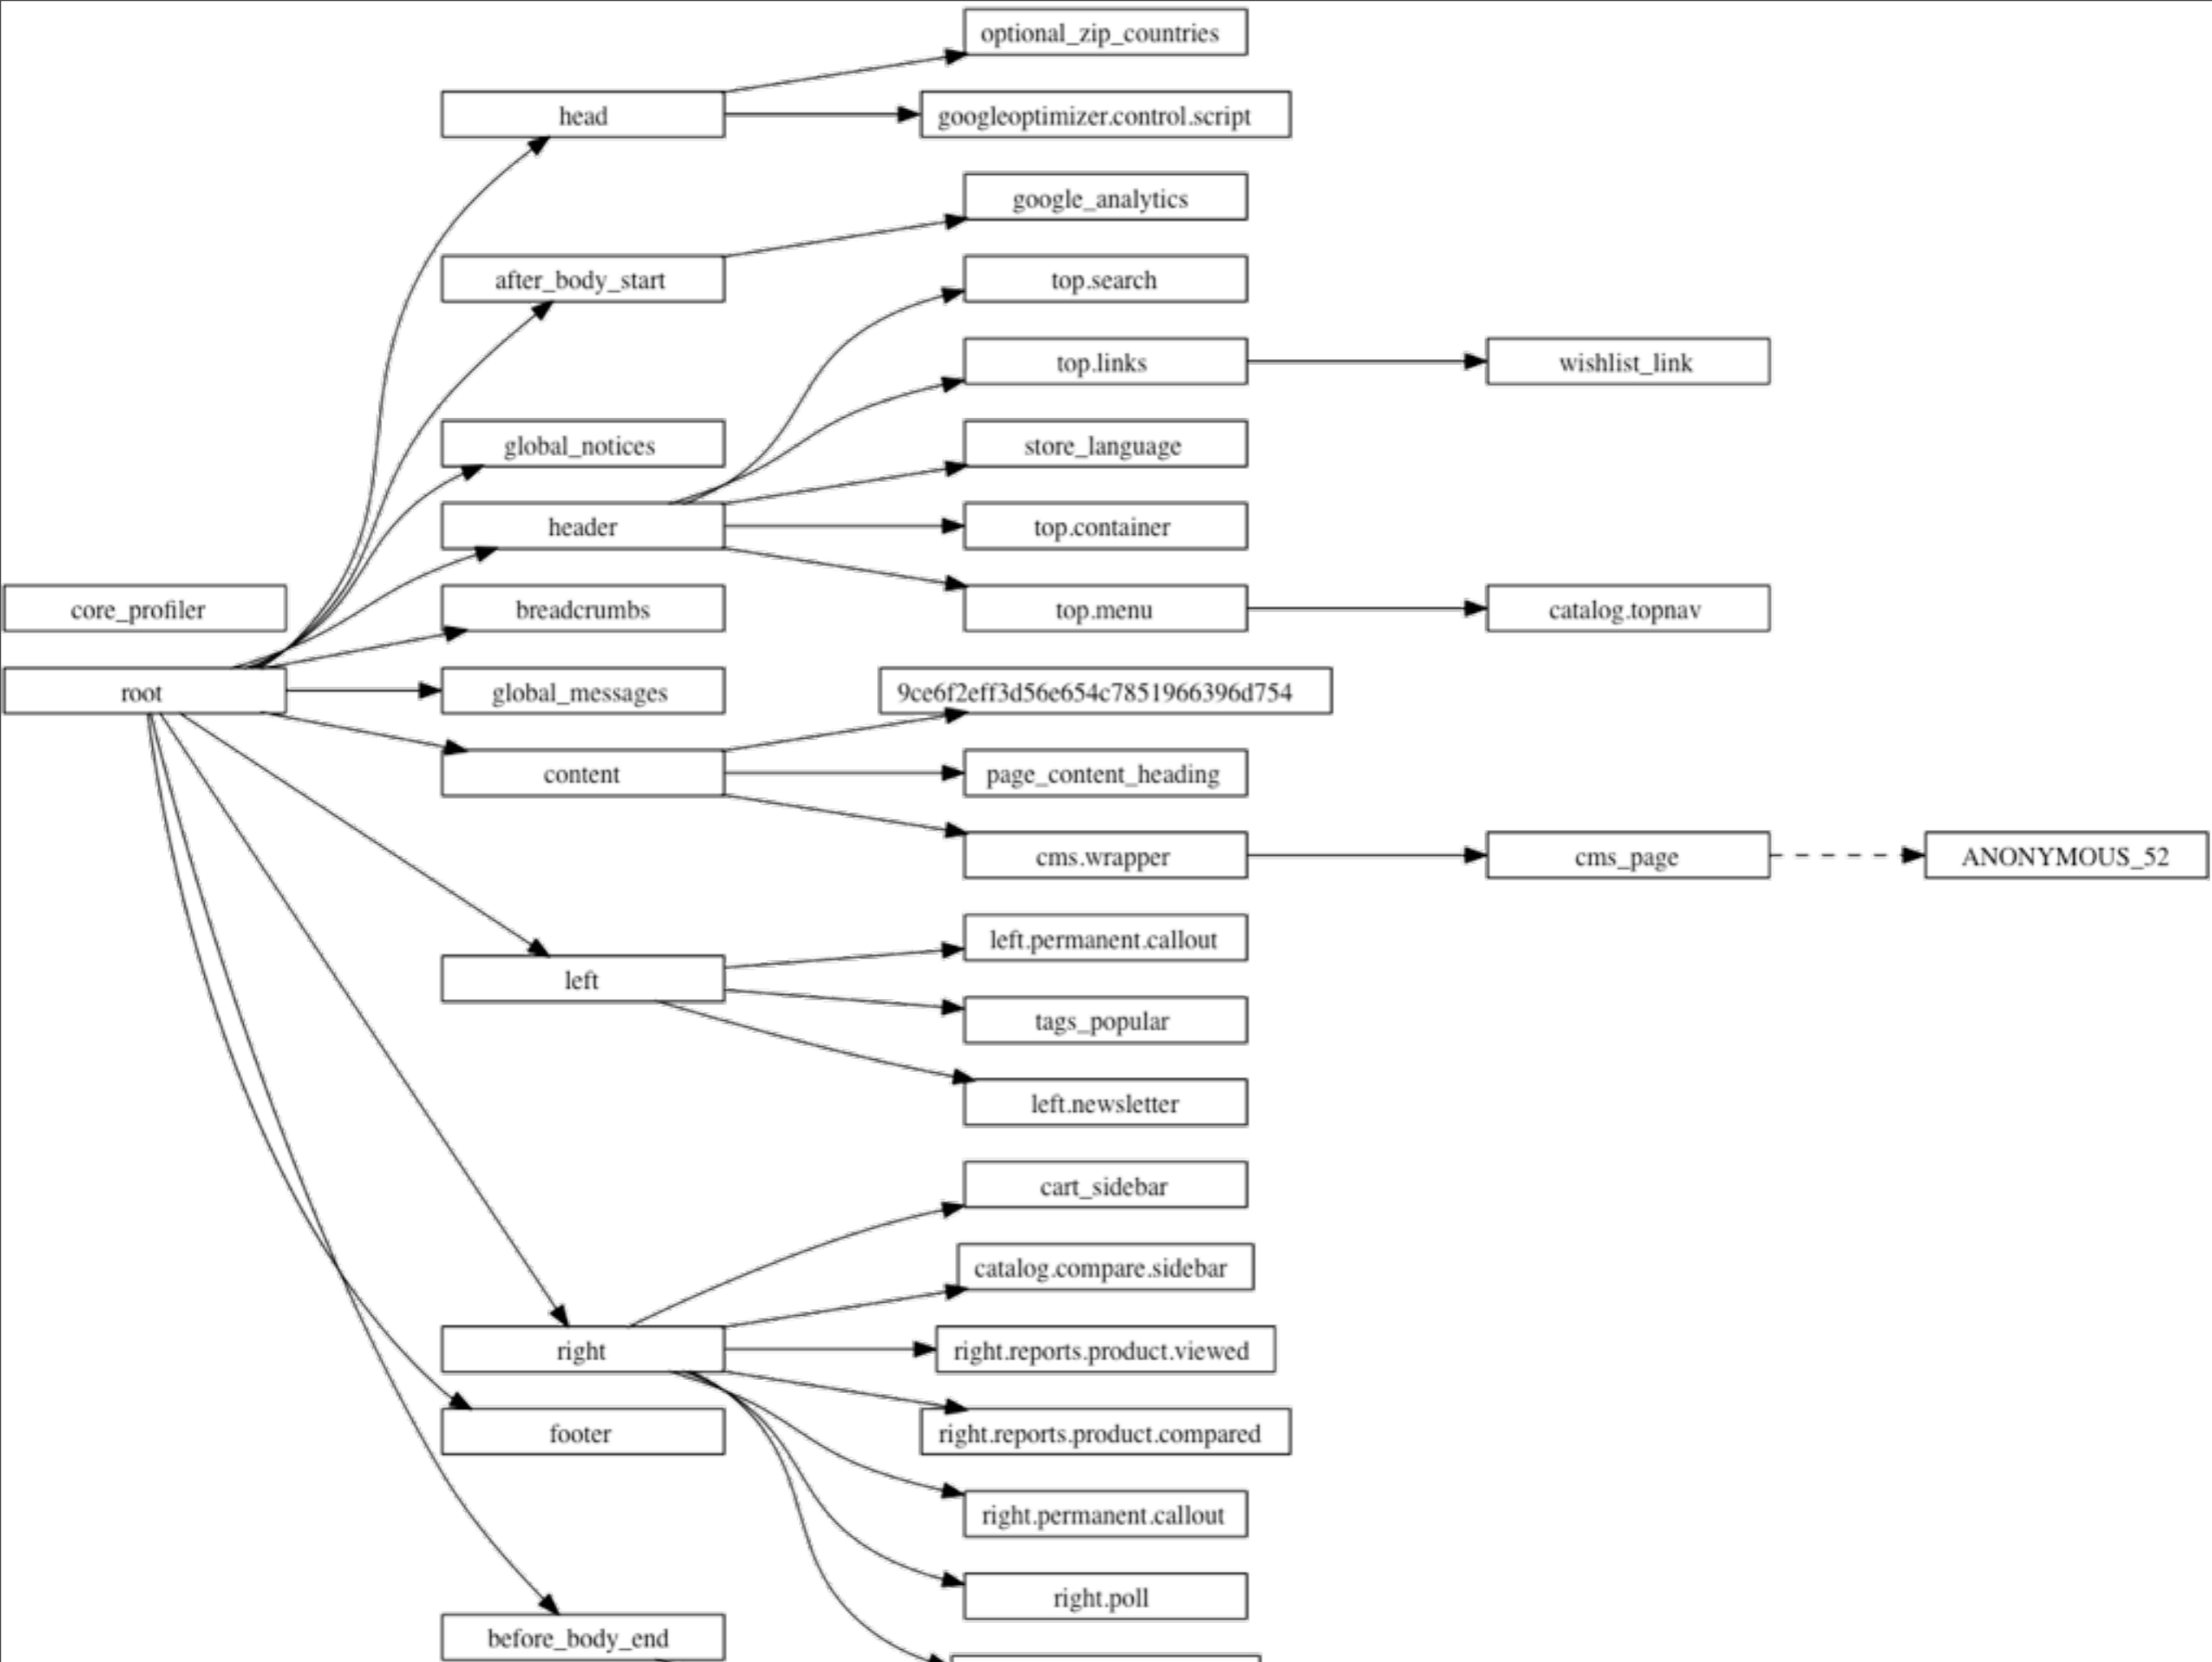 optional_zip_countries
head
googleoptimizer.control.script
google_analytics
after_body_start
top.search
top.links
wishlist_link
global_notices
store_language
header
top.container
core_profiler
breadcrumbs
top.menu
catalog.topnav
root
global_messages
9ce6f2eff3d56e654c7851966396d754
content
page_content_heading
cms.wrapper
cms_page
ANONYMOUS_52
left.permanent.callout
left
tags_popular
left.newsletter
cart_sidebar
catalog.compare.sidebar
right
right.reports.product.viewed
footer
right.reports.product.compared
right.permanent.callout
right.poll
before_body_end